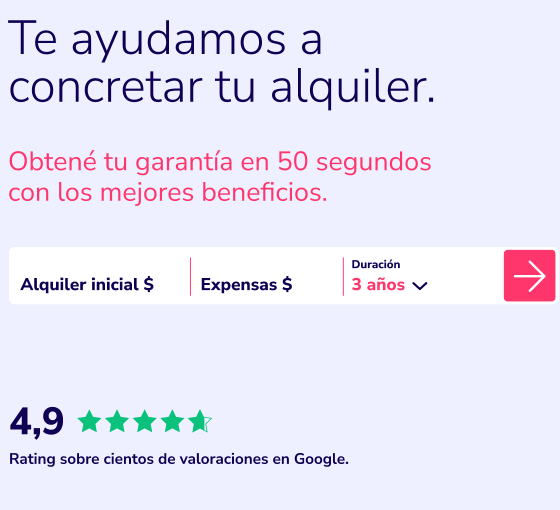 Te ayudamos a
concretar tu alquiler.
Obtené tu garantía en 50 segundos
con los mejores beneficios.
Alquiler inicial $
Expensas $
Duración
3 años
4,9
Rating sobre cientos de valoraciones en Google.